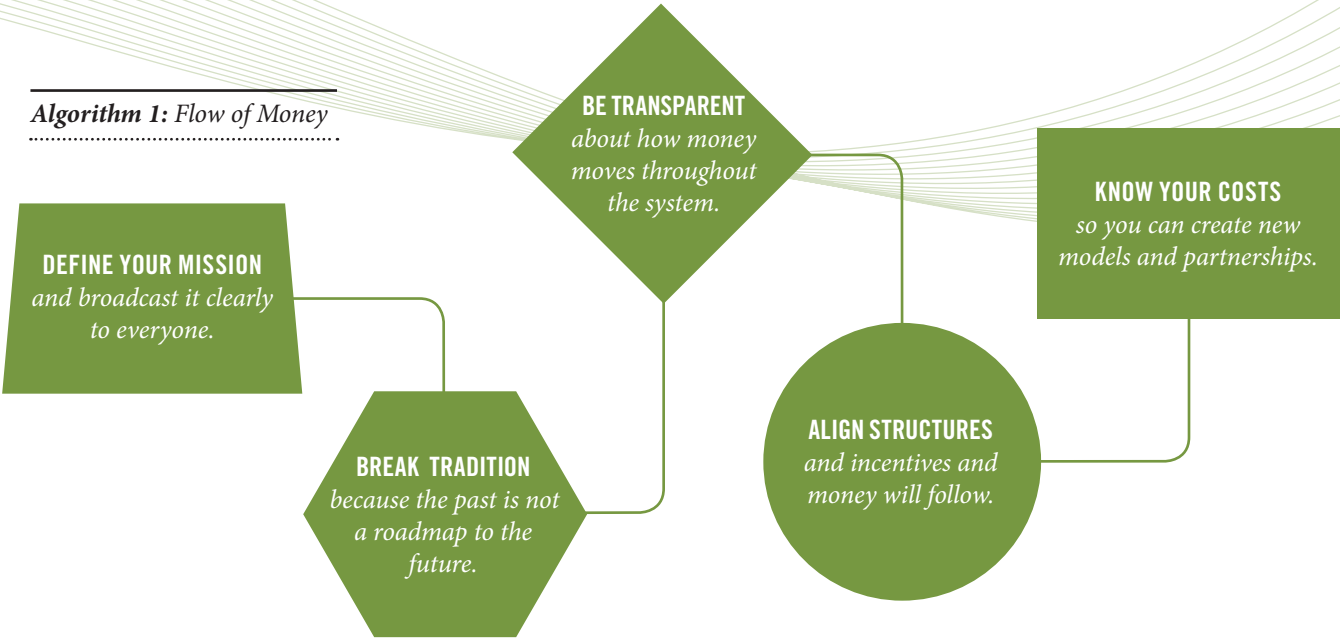 Algorithm 1: Flow of Money
DEFINE YOUR MISSION
and broadcast it clearly
to everyone.
BREAK TRADITION
because the past is not
a roadmap to the
future.
BE TRANSPARENT
about how money
moves throughout
the system.
ALIGN STRUCTURES
and incentives and
money will follow.
KNOW YOUR COSTS
so you can create new
models and partnerships.